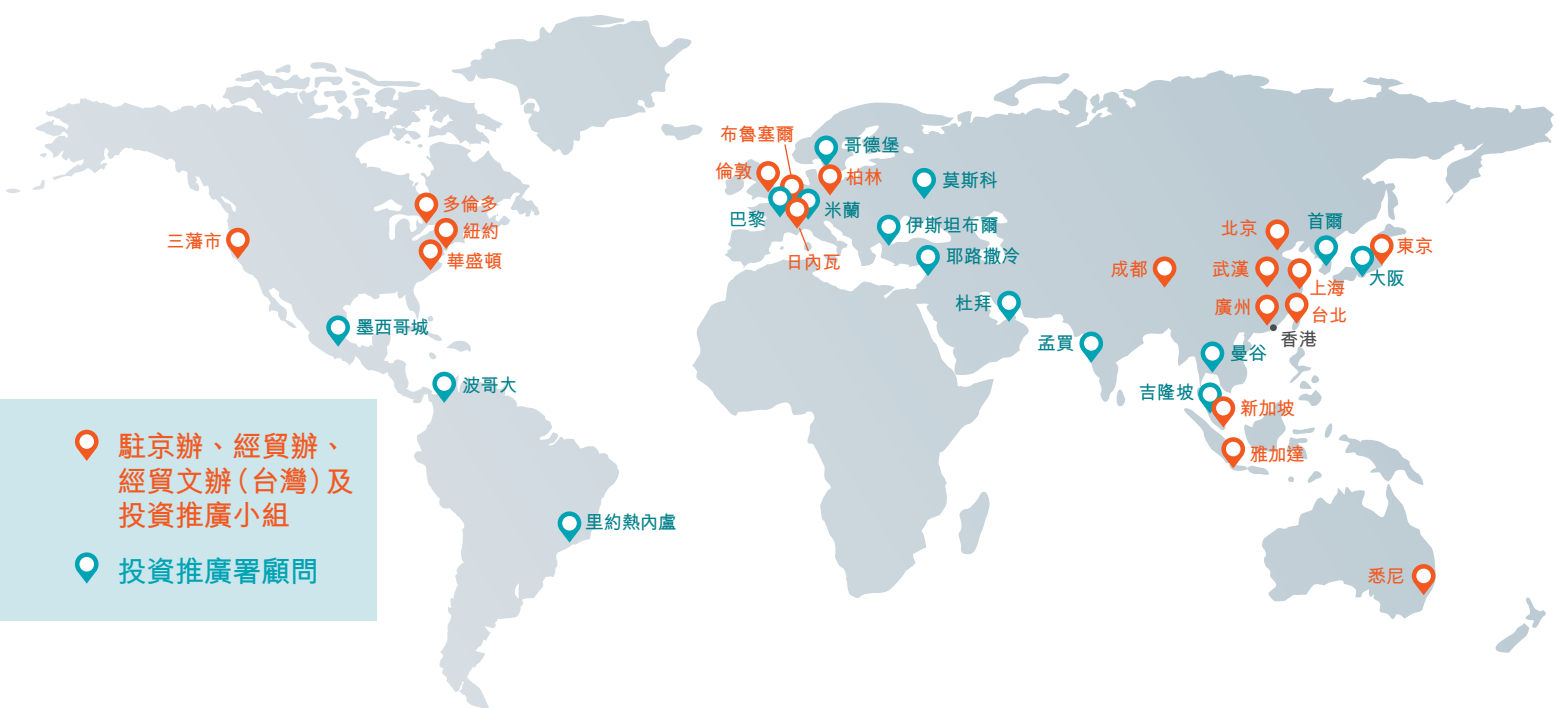 布魯塞爾
哥德堡
倫敦
柏林
莫斯科
巴黎
米蘭
多倫多
紐約
三藩市
華盛頓
伊斯坦布爾
耶路撒冷
日內瓦
北京
首爾
東京
成都
武漢
上海
大阪
杜拜
廣州
台北
香港
墨西哥城
孟買
曼谷
波哥大
吉隆坡
新加坡
雅加達
里約熱內盧
悉尼
駐京辦、經貿辦、
經貿文辦(台灣)及
投資推廣小組
投資推廣署顧問